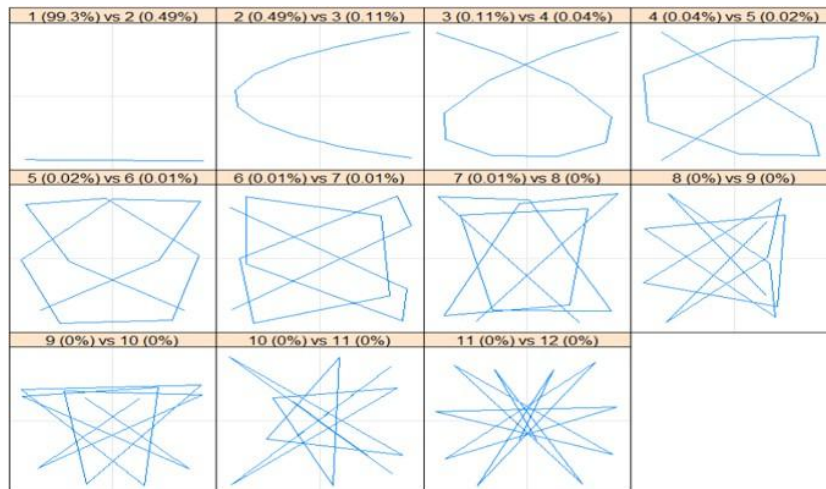 1 (99.3%) vs 2 (0.49%) 2 (0.49%) vs 3 (0.11%) 3 (0.11%) vs 4 (0.04%) 4 (0.04%) vs 5 (0.02%)
5 (0.02%) vs 6 (0.01%) 6 (0.01%) vs 7 (0.01%) 7 (0.01%) vs 8 (0%) 8 (0%) vs 9 (0%)
9 (0%) vs 10 (0%) 10 (0%) vs 11 (0%) 11 (0%) vs 12 (0%)